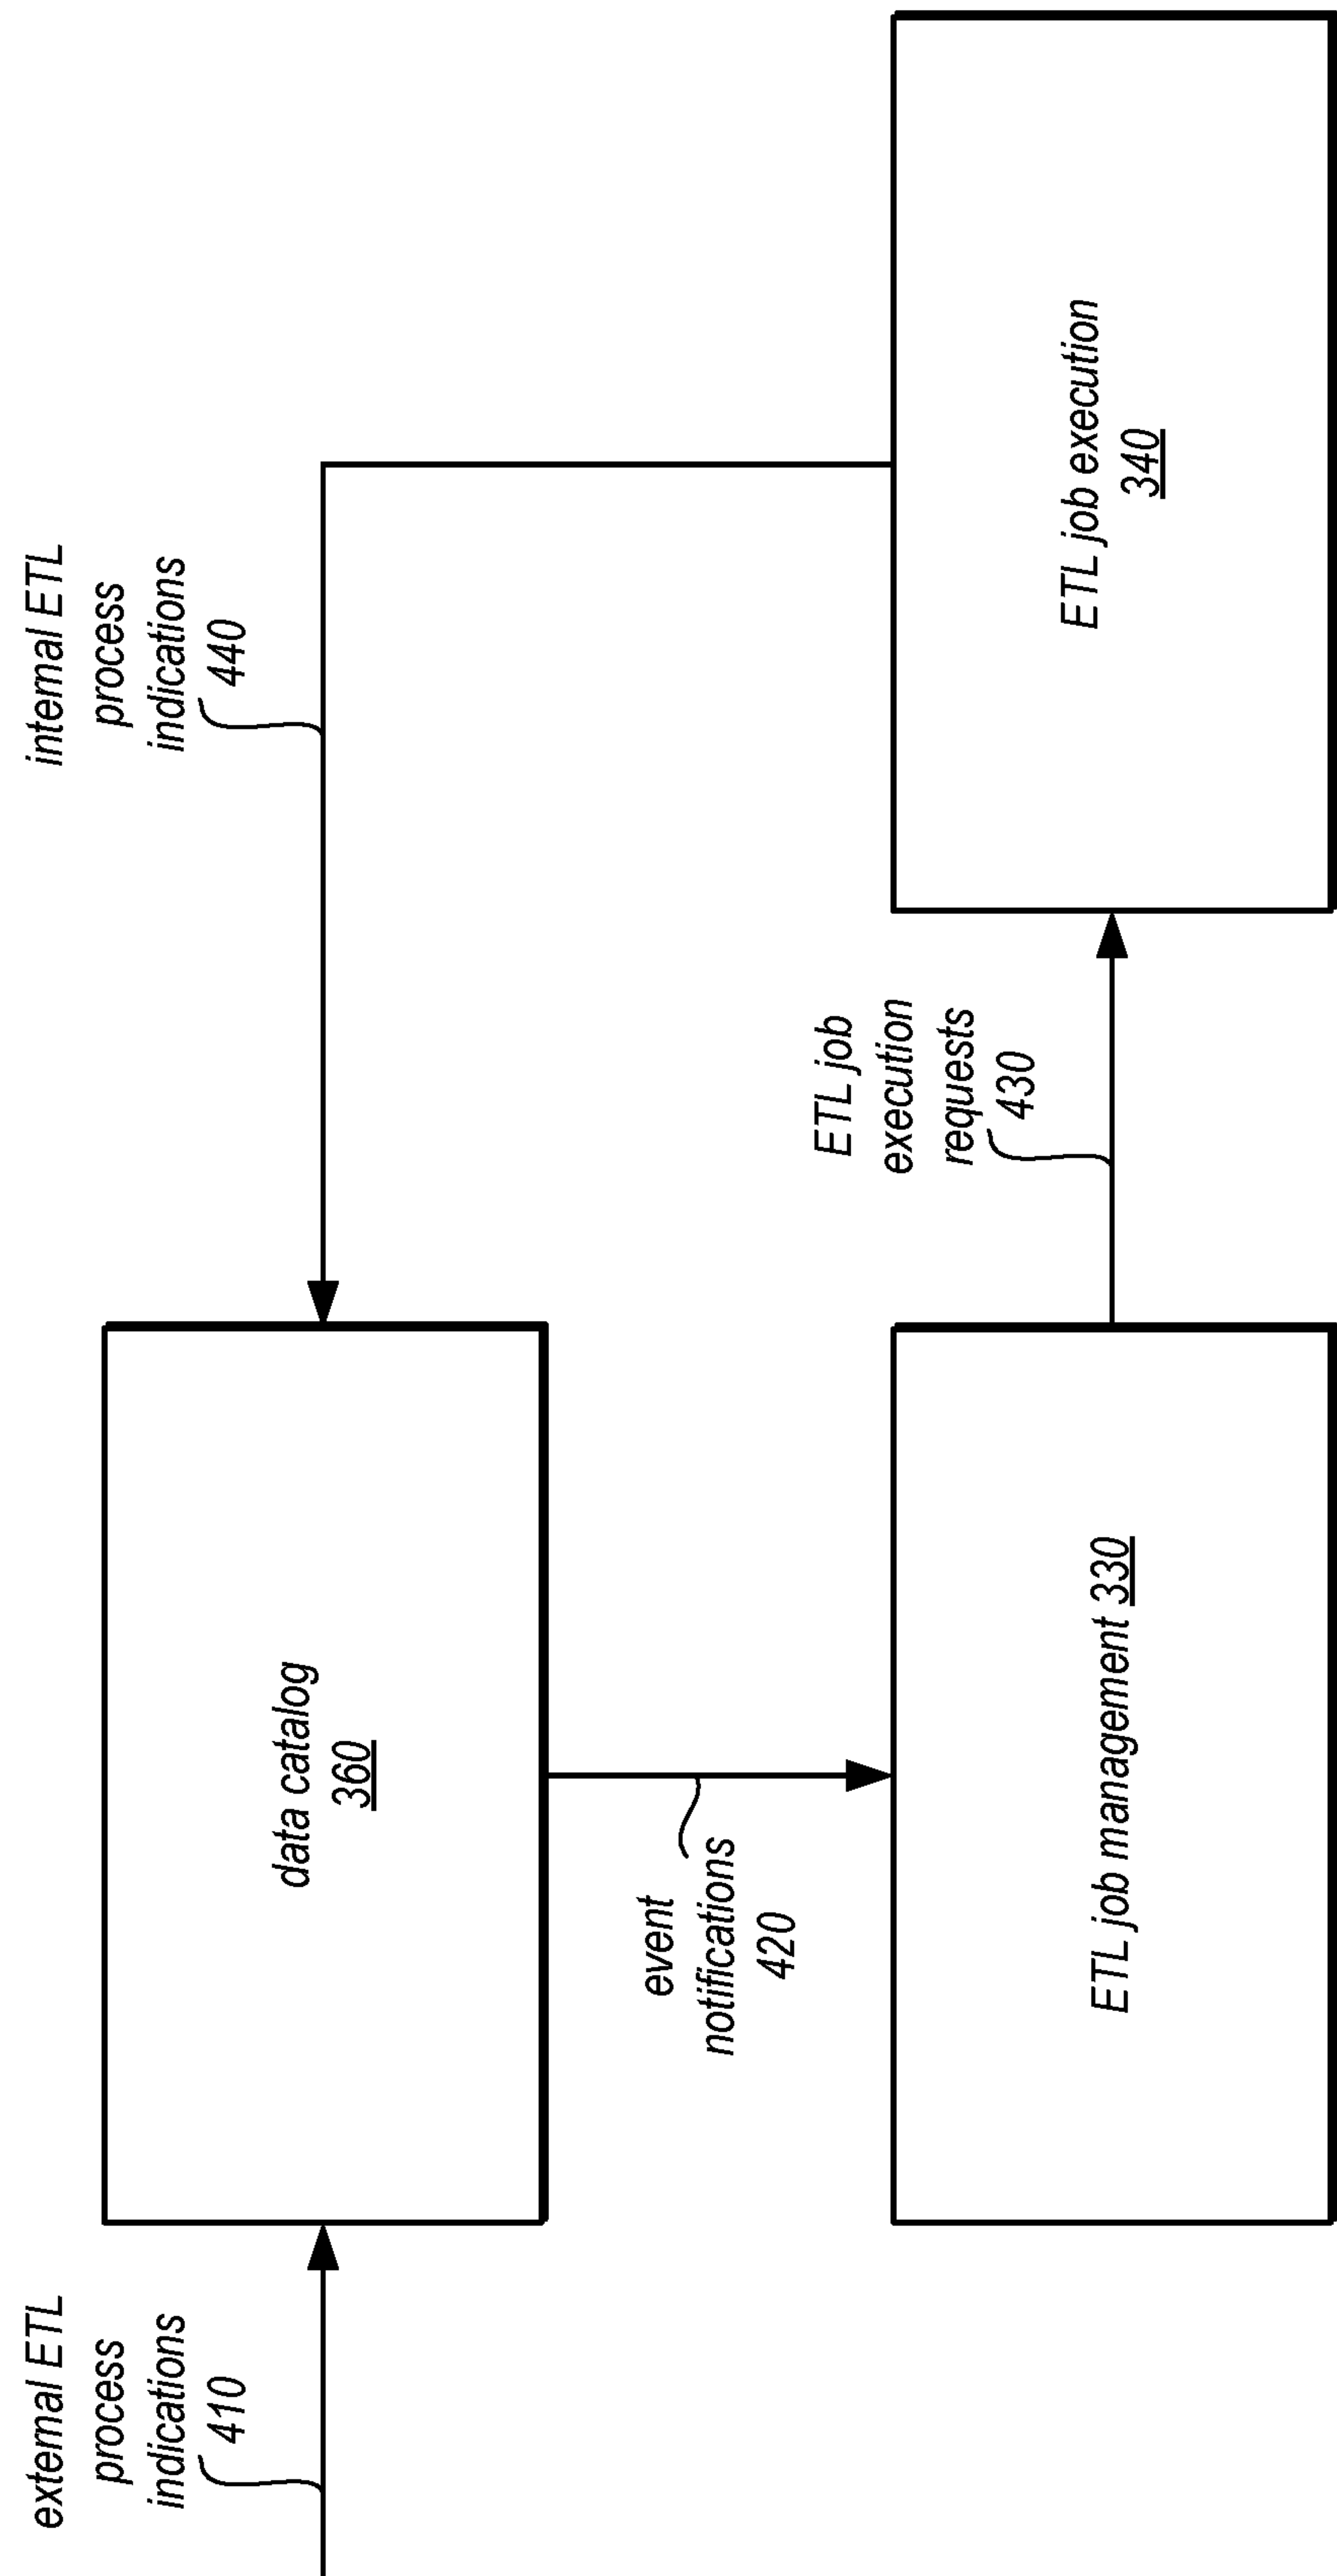 external ETL
process
indications
410
data catalog
360
internal ETL
process
indications
440
event
notifications
420
ETL job management 330
ETL job
execution
requests
430
ETL job execution
340